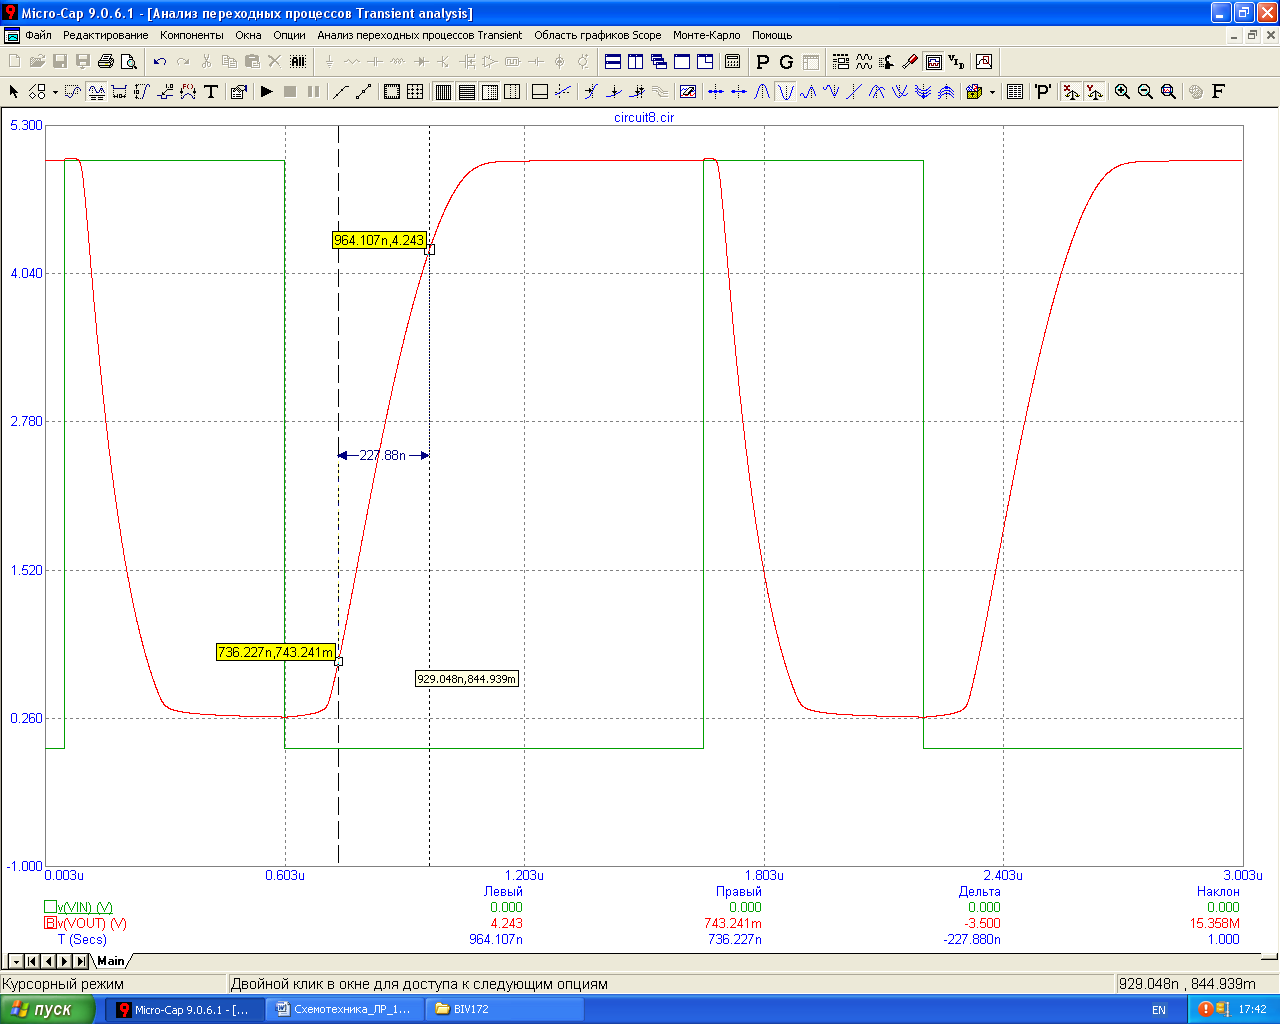 Micro-Cap 9.0.6.1 - [Анализ переходных процессов Transient analysis]
Файл Редактирование Компоненты Окна Опции Анализ переходных процессов Transient Область графиков Scope Монте-Карло Помощь
circuit8.cir
5.300
964.107n,4.243
4.040
2.780
227.88n
1.520
736.227n,743.241m
929.048n,844.939m
0.260
-1.000
0.003u 0.603u 1.203u 1.803u 2.403u 3.003u
Левый Правый Дельта Наклон
v(VIN) (V) 0.000 0.000 0.000 0.000
B v(VOUT) (V) 4.243 743.241m -3.500 15.358M
T (Secs) 964.107n 736.227n -227.880n 1.000
Main
Курсорный режим Двойной клик в окне для доступа к следующим опциям 929.048n , 844.939m
пуск Micro-Cap 9.0.6.1 - [... Схемотехника_ЛР_1... BIV172 EN 17:42